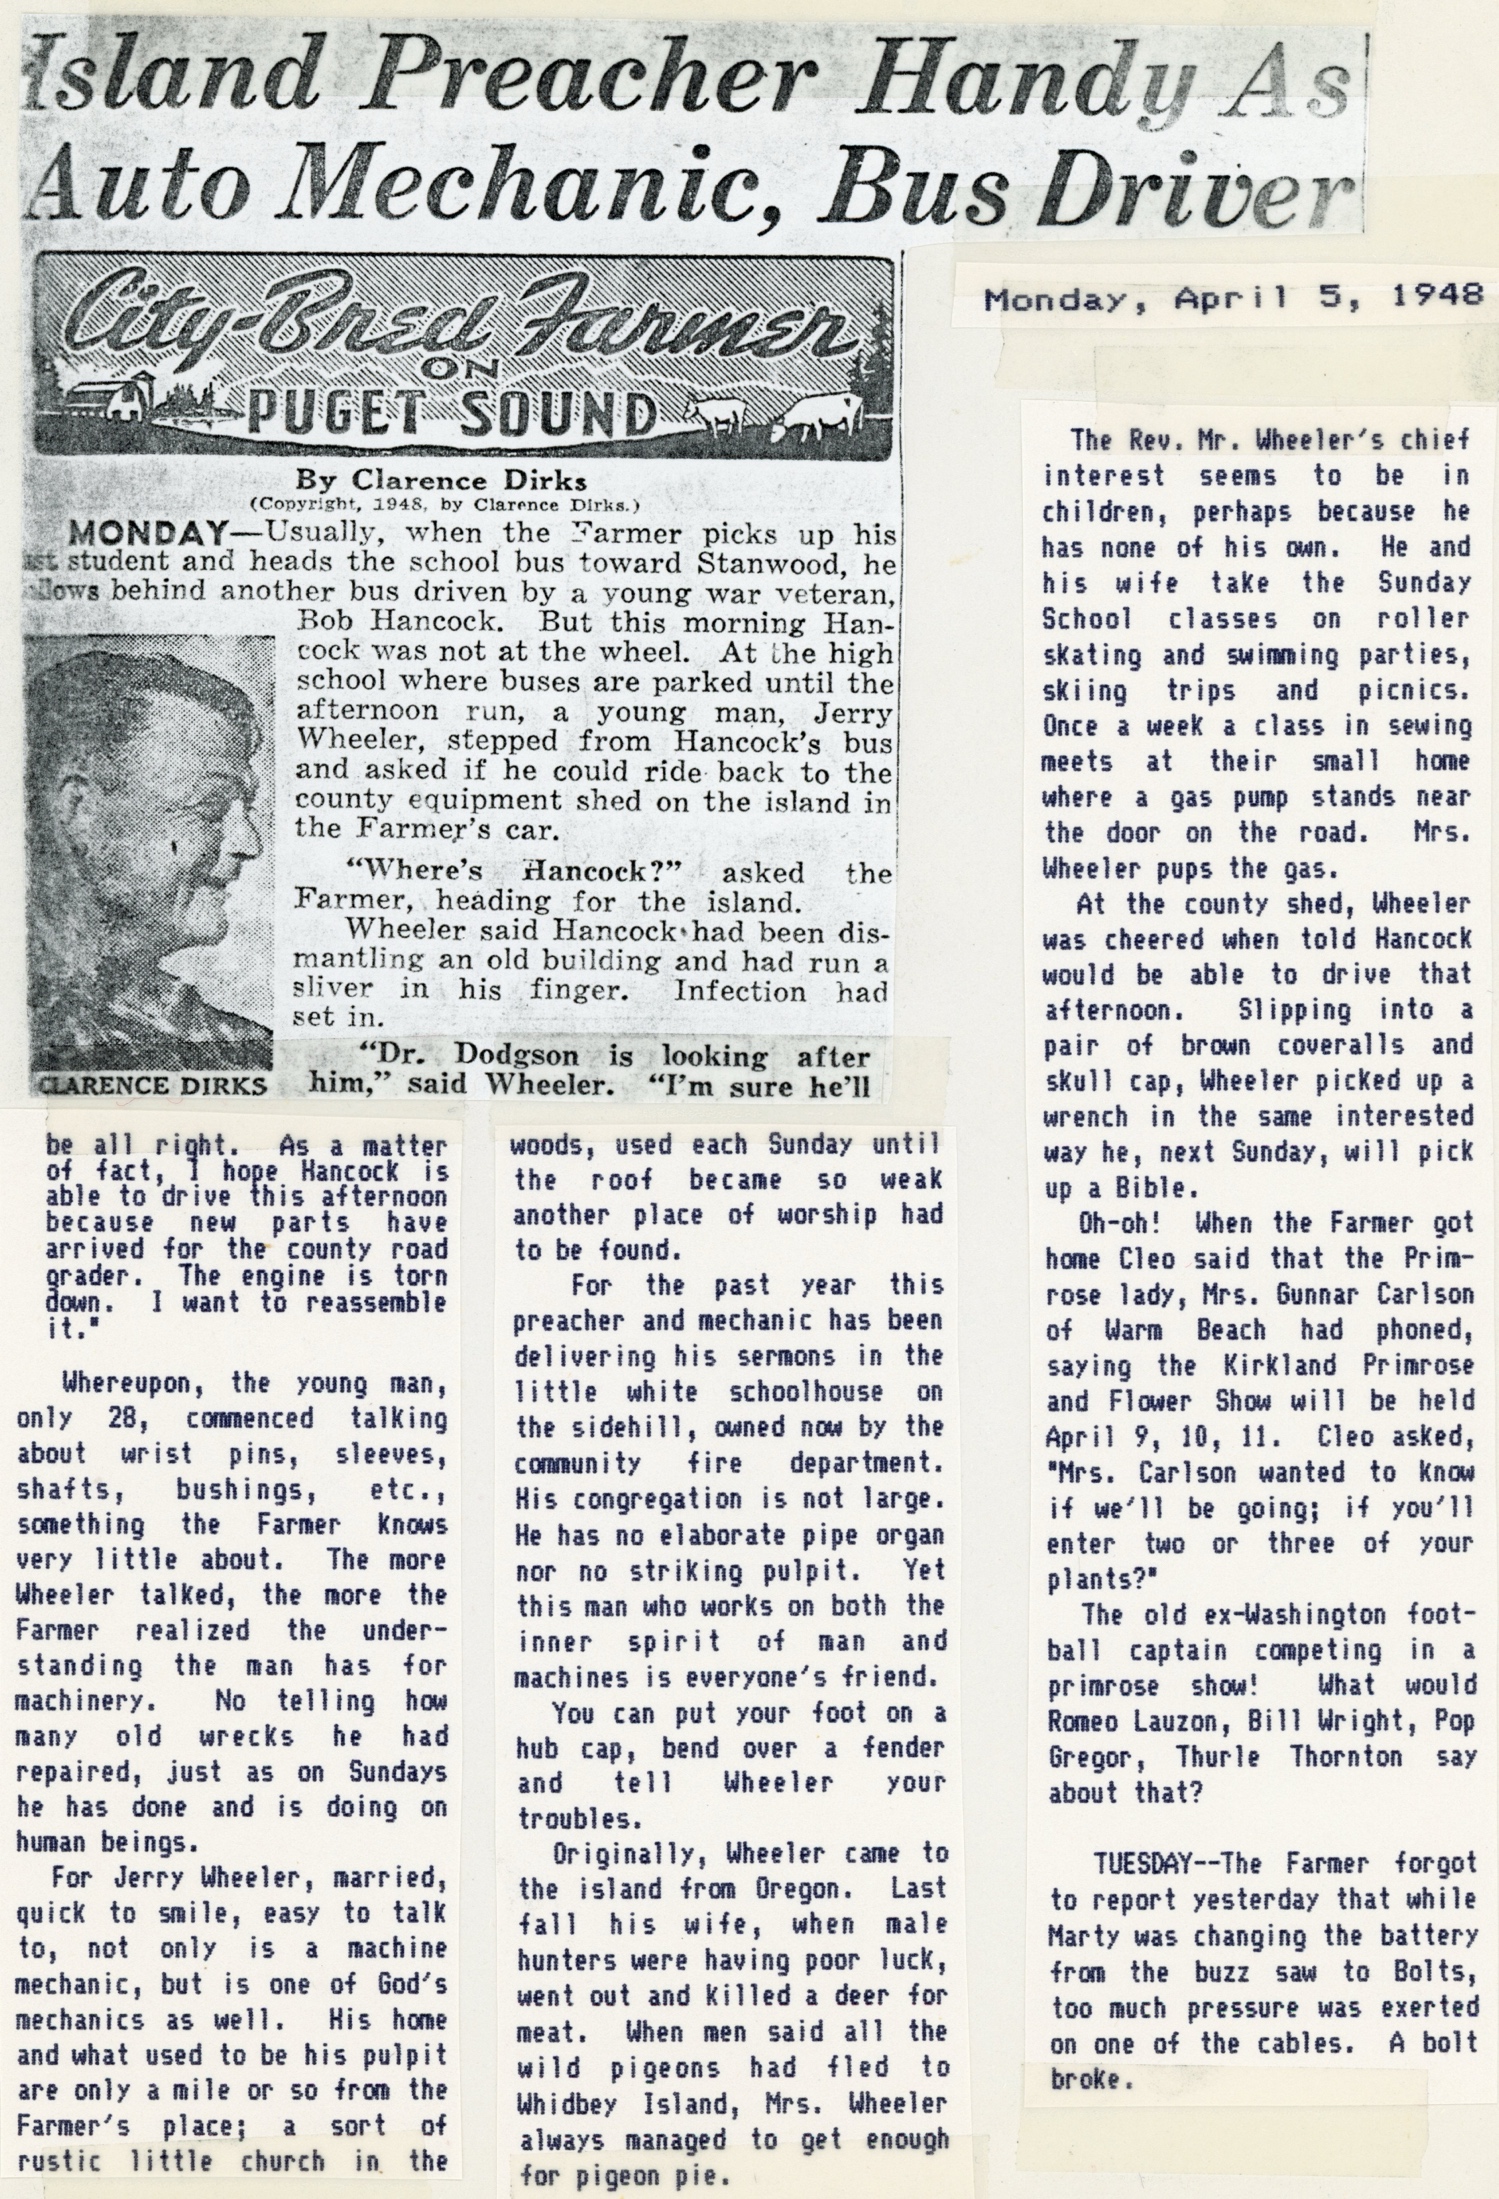 Island Preacher Handy As
Auto Mechanic, Bus Driver
City-Bred Farmer
ON
PUGET SOUND
By Clarence Dirks
(Copyright, 1948, by Clarence Dirks.)
MONDAY—Usually, when the Farmer picks up his
student and heads the school bus toward Stanwood, he
behind another bus driven by a young war veteran,
Bob Hancock. But this morning Han-
cock was not at the wheel. At the high
school where buses are parked until the
afternoon run, a young man, Jerry
Wheeler, stepped from Hancock's bus
and asked if he could ride back to the
county equipment shed on the island in
the Farmer's car.
"Where's Hancock?" asked the
Farmer, heading for the island.
Wheeler said Hancock had been dis-
mantling an old building and had run a
sliver in his finger. Infection had
set in.
"Dr. Dodgson is looking after
him," said Wheeler. "I'm sure he'll
CLARENCE DIRKS
be all right. As a matter
of fact, I hope Hancock is
able to drive this afternoon
because new parts have
arrived for the county road
grader. The engine is torn
down. I want to reassemble
it."
Whereupon, the young man,
only 28, commenced talking
about wrist pins, sleeves,
shafts, bushings, etc.,
something the Farmer knows
very little about. The more
Wheeler talked, the more the
Farmer realized the under-
standing the man has for
machinery. No telling how
many old wrecks he had
repaired, just as on Sundays
he has done and is doing on
human beings.
For Jerry Wheeler, married,
quick to smile, easy to talk
to, not only is a machine
mechanic, but is one of God's
mechanics as well. His home
and what used to be his pulpit
are only a mile or so from the
Farmer's place; a sort of
rustic little church in the
woods, used each Sunday until
the roof became so weak
another place of worship had
to be found.
For the past year this
preacher and mechanic has been
delivering his sermons in the
little white schoolhouse on
the sidehill, owned now by the
community fire department.
His congregation is not large.
He has no elaborate pipe organ
nor no striking pulpit. Yet
this man who works on both the
inner spirit of man and
machines is everyone's friend.
You can put your foot on a
hub cap, bend over a fender
and tell Wheeler your
troubles.
Originally, Wheeler came to
the island from Oregon. Last
fall his wife, when male
hunters were having poor luck,
went out and killed a deer for
meat. When men said all the
wild pigeons had fled to
Whidbey Island, Mrs. Wheeler
always managed to get enough
for pigeon pie.
Monday, April 5, 1948
The Rev. Mr. Wheeler's chief
interest seems to be in
children, perhaps because he
has none of his own. He and
his wife take the Sunday
School classes on roller
skating and swimming parties,
skiing trips and picnics.
Once a week a class in sewing
meets at their small home
where a gas pump stands near
the door on the road. Mrs.
Wheeler pups the gas.
At the county shed, Wheeler
was cheered when told Hancock
would be able to drive that
afternoon. Slipping into a
pair of brown coveralls and
skull cap, Wheeler picked up a
wrench in the same interested
way he, next Sunday, will pick
up a Bible.
Oh-oh! When the Farmer got
home Cleo said that the Prim-
rose lady, Mrs. Gunnar Carlson
of Warm Beach had phoned,
saying the Kirkland Primrose
and Flower Show will be held
April 9, 10, 11. Cleo asked,
"Mrs. Carlson wanted to know
if we'll be going; if you'll
enter two or three of your
plants?"
The old ex-Washington foot-
ball captain competing in a
primrose show! What would
Romeo Lauzon, Bill Wright, Pop
Gregor, Thurle Thornton say
about that?
TUESDAY--The Farmer forgot
to report yesterday that while
Marty was changing the battery
from the buzz saw to Bolts,
too much pressure was exerted
on one of the cables. A bolt
broke.